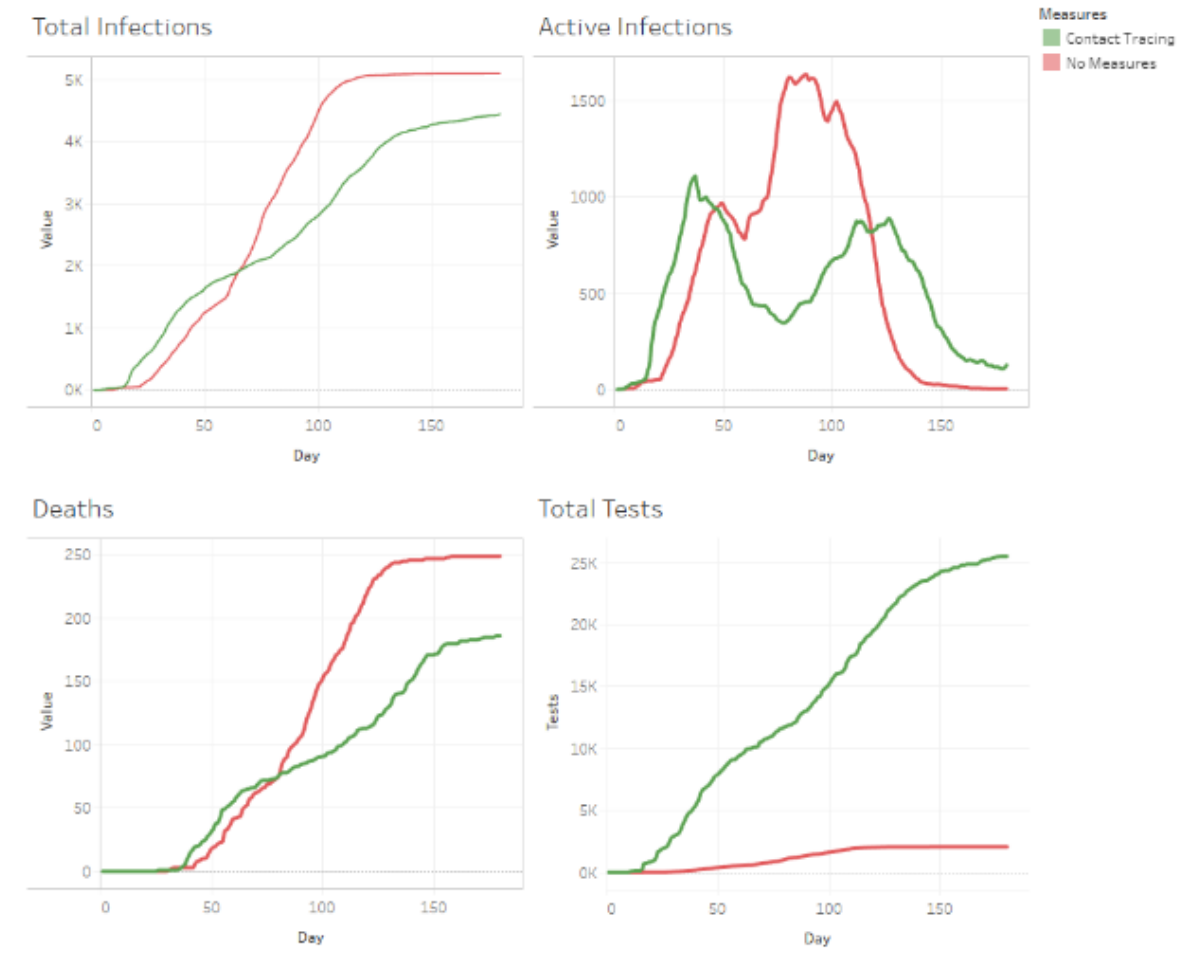 Total Infections
Active Infections
Measures
Contact Tracing
No Measures
5K
4K
3K
2K
1K
0K
Value
0 50 100 150
Day
1500
1000
500
0
Value
0 50 100 150
Day
Deaths
Total Tests
250
200
150
100
50
0
Value
0 50 100 150
Day
25K
20K
15K
10K
5K
0K
Tests
0 50 100 150
Day